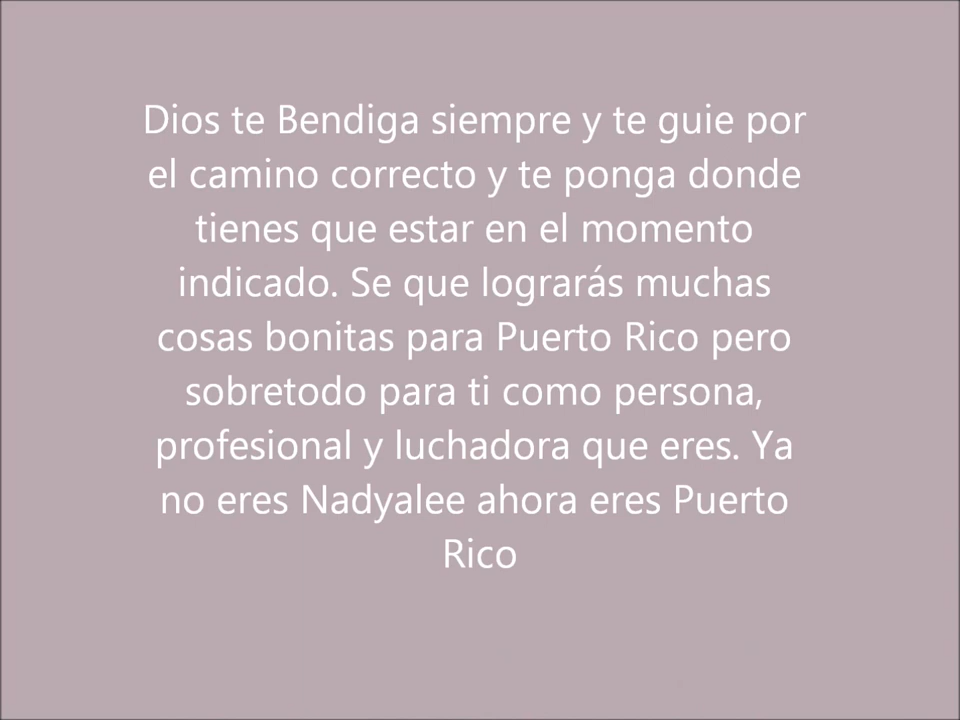 Dios te Bendiga siempre y te guie por
el camino correcto y te ponga donde
tienes que estar en el momento
indicado. Se que lograrás muchas
cosas bonitas para Puerto Rico pero
sobretodo para ti como persona,
profesional y luchadora que eres. Ya
no eres Nadyalee ahora eres Puerto
Rico